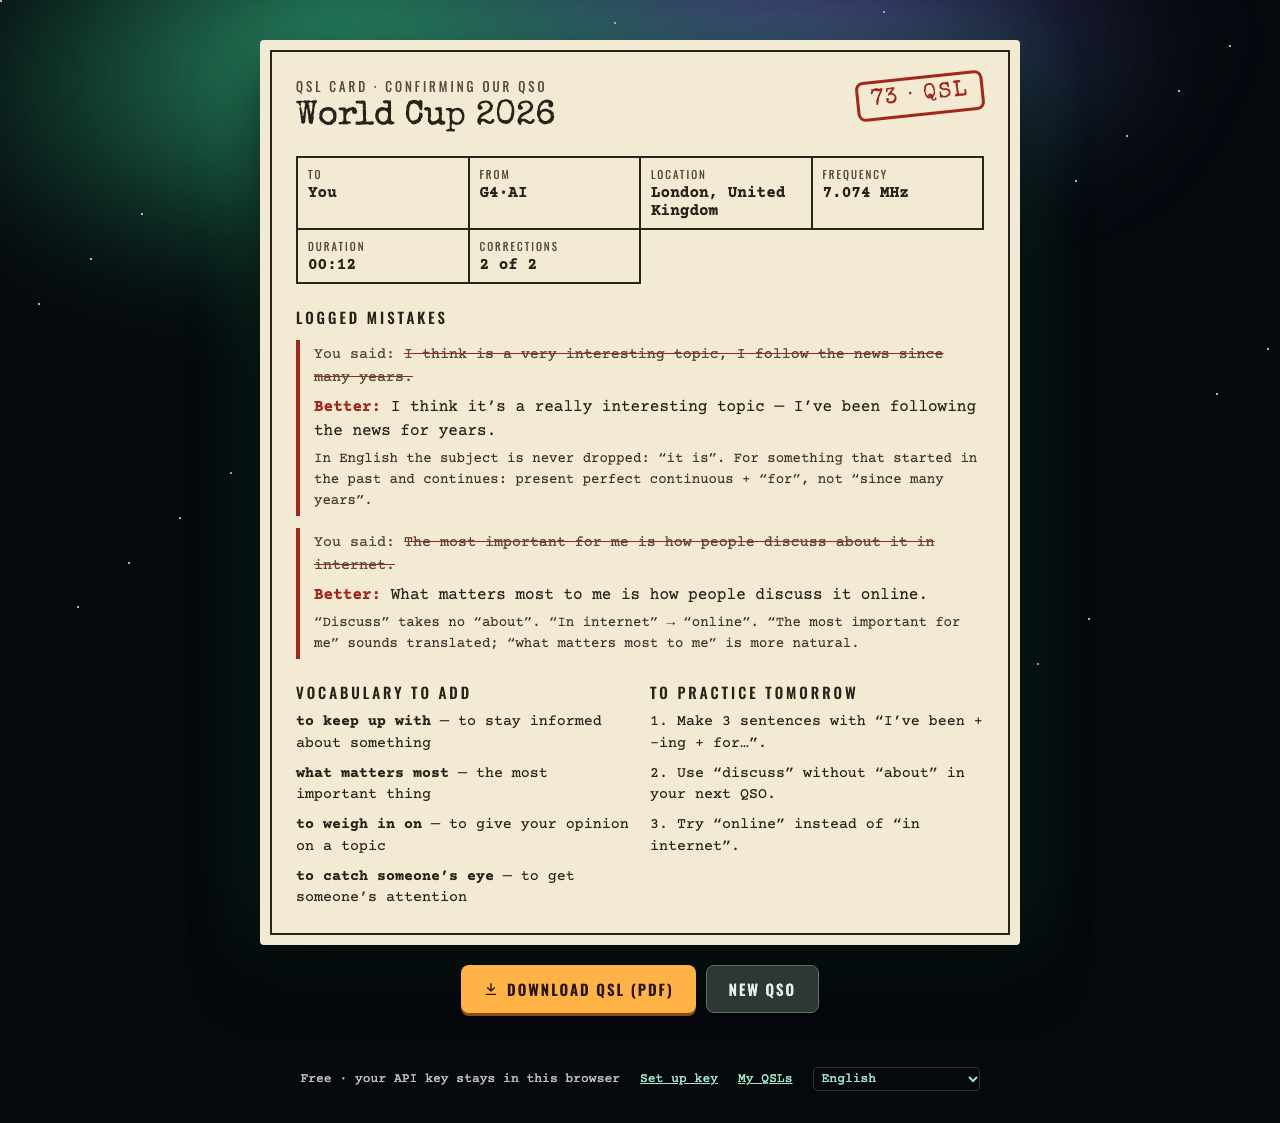 QSL CARD · CONFIRMING OUR QSO
World Cup 2026
73 · QSL
TO
You
FROM
G4·AI
LOCATION
London, United
Kingdom
FREQUENCY
7.074 MHz
DURATION
00:12
CORRECTIONS
2 of 2
LOGGED MISTAKES
You said: I think is a very interesting topic, I follow the news since
many years.
Better: I think it’s a really interesting topic — I’ve been following
the news for years.
In English the subject is never dropped: “it is”. For something that started in
the past and continues: present perfect continuous + “for”, not “since many
years”.
You said: The most important for me is how people discuss about it in
internet.
Better: What matters most to me is how people discuss it online.
“Discuss” takes no “about”. “In internet” → “online”. “The most important for
me” sounds translated; “what matters most to me” is more natural.
VOCABULARY TO ADD
to keep up with — to stay informed
about something
what matters most — the most
important thing
to weigh in on — to give your opinion
on a topic
to catch someone’s eye — to get
someone’s attention
TO PRACTICE TOMORROW
1. Make 3 sentences with “I’ve been +
-ing + for…”.
2. Use “discuss” without “about” in
your next QSO.
3. Try “online” instead of “in
internet”.
DOWNLOAD QSL (PDF)
NEW QSO
Free · your API key stays in this browser
Set up key
My QSLs
English